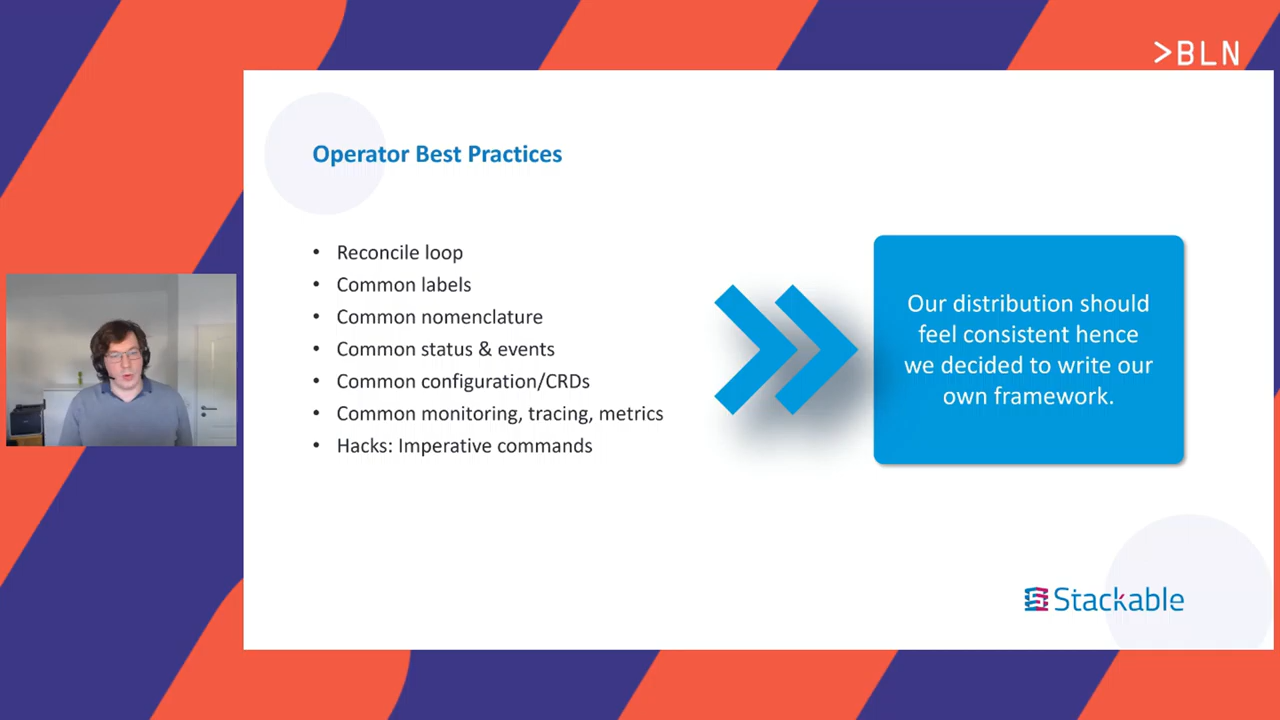 >BLN
Operator Best Practices
• Reconcile loop
• Common labels
• Common nomenclature
• Common status & events
• Common configuration/CRDs
• Common monitoring, tracing, metrics
• Hacks: Imperative commands
Our distribution should
feel consistent hence
we decided to write our
own framework.
Stackable